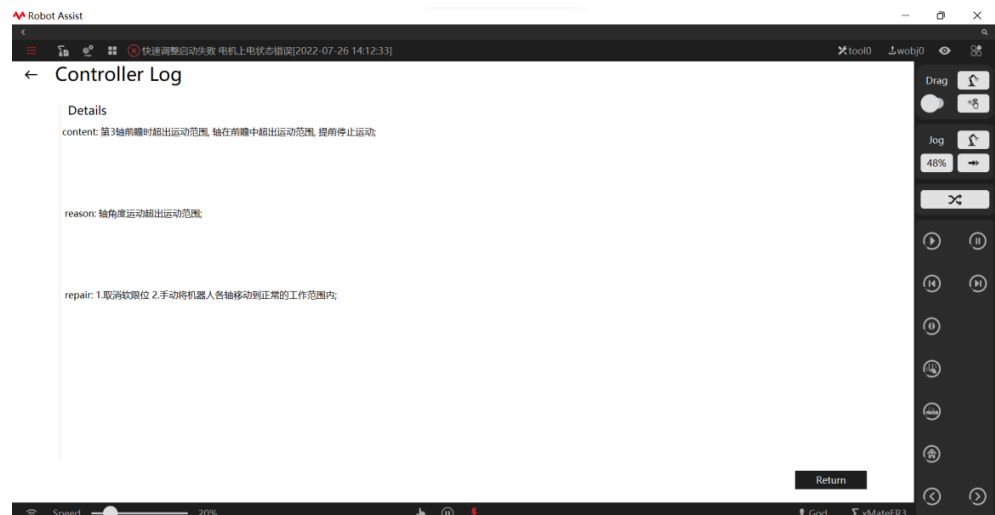 Robot Assist
快速调整启动失败 电机上电状态错误[2022-07-26 14:12:33]
tool0
wobj0
Controller Log
Details
content: 第3轴前瞻时超出运动范围, 轴在前瞻中超出运动范围, 提前停止运动;
reason: 轴角度运动超出运动范围;
repair: 1.取消软限位 2.手动将机器人各轴移动到正常的工作范围内;
Return
Drag
Jog
48%
Speed
20%
God
xMateER3